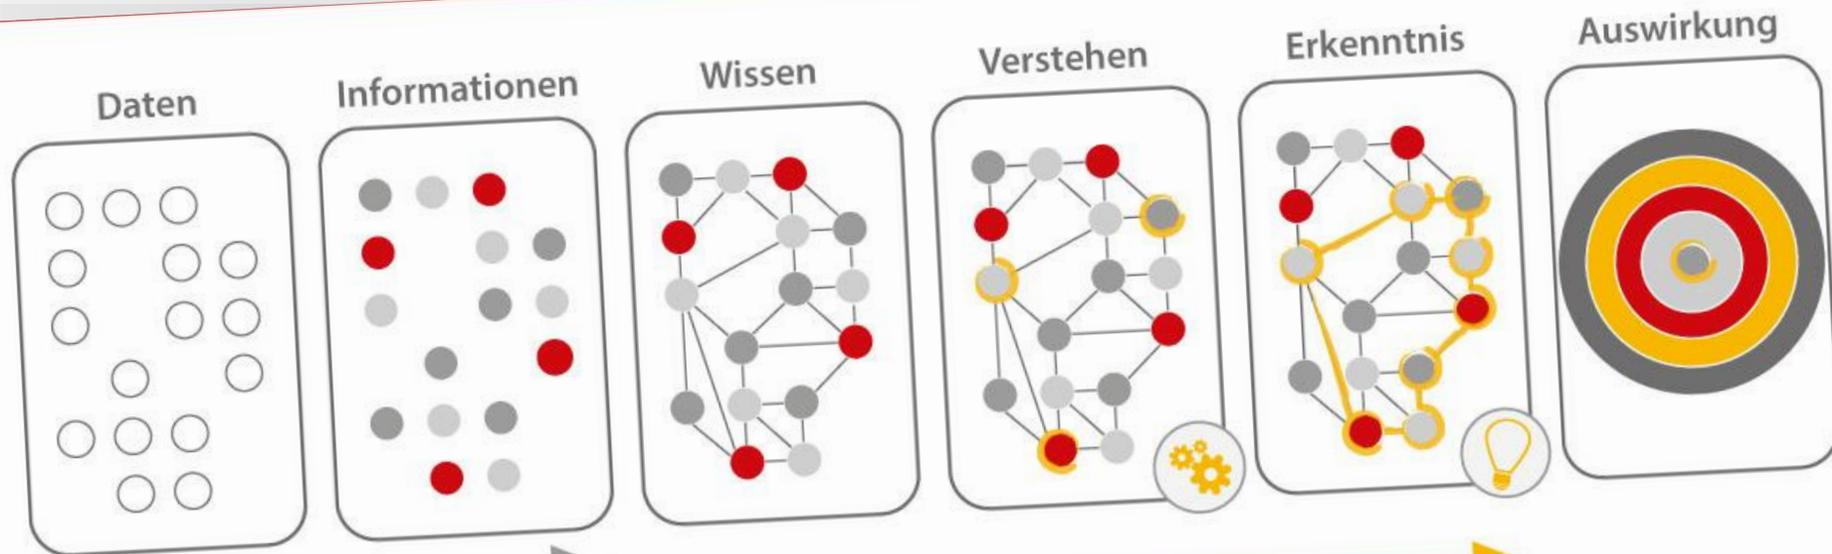 Daten
Informationen
Wissen
Verstehen
Erkenntnis
Auswirkung